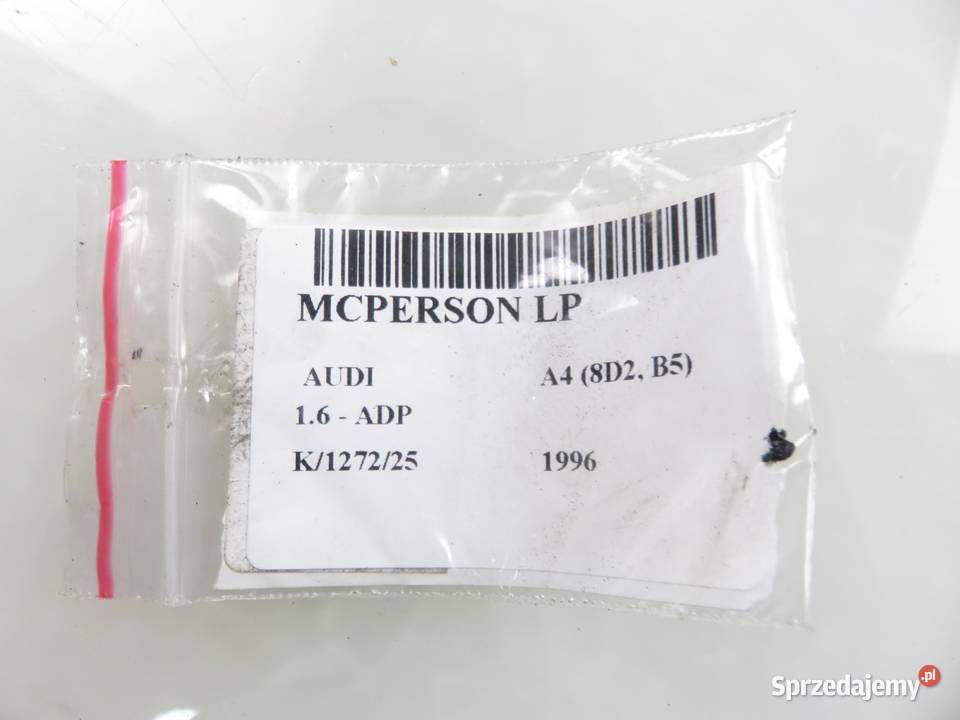 MCPERSON LP
AUDI A4 (8D2, B5)
1.6 - ADP
K/1272/25 1996
Sprzedajemy.pl